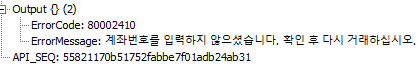 Output {} (2)
ErrorCode: 80002410
ErrorMessage: 계좌번호를 입력하지 않으셨습니다. 확인 후 다시 거래하십시오.
API_SEQ: 55821170b51752fabbe7f01adb24ab31